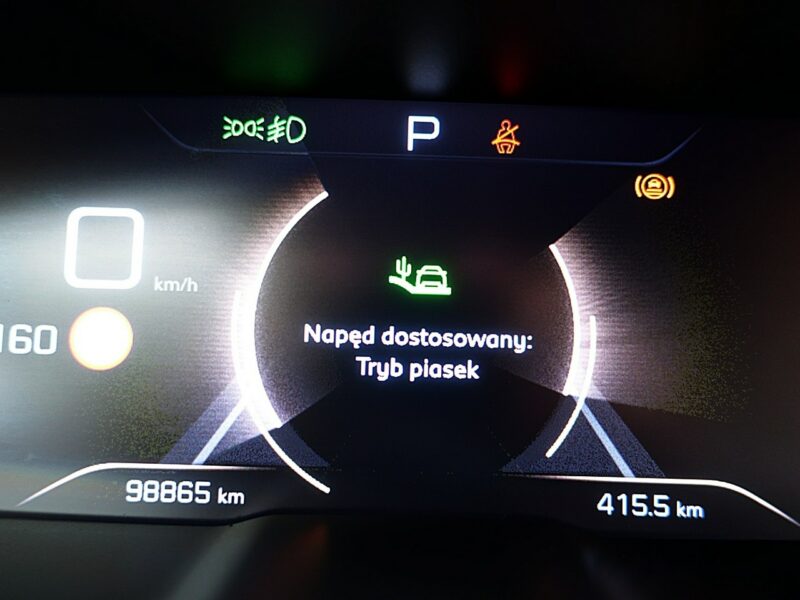 P
0 km/h
160
Napęd dostosowany:
Tryb piasek
98865 km
415.5 km